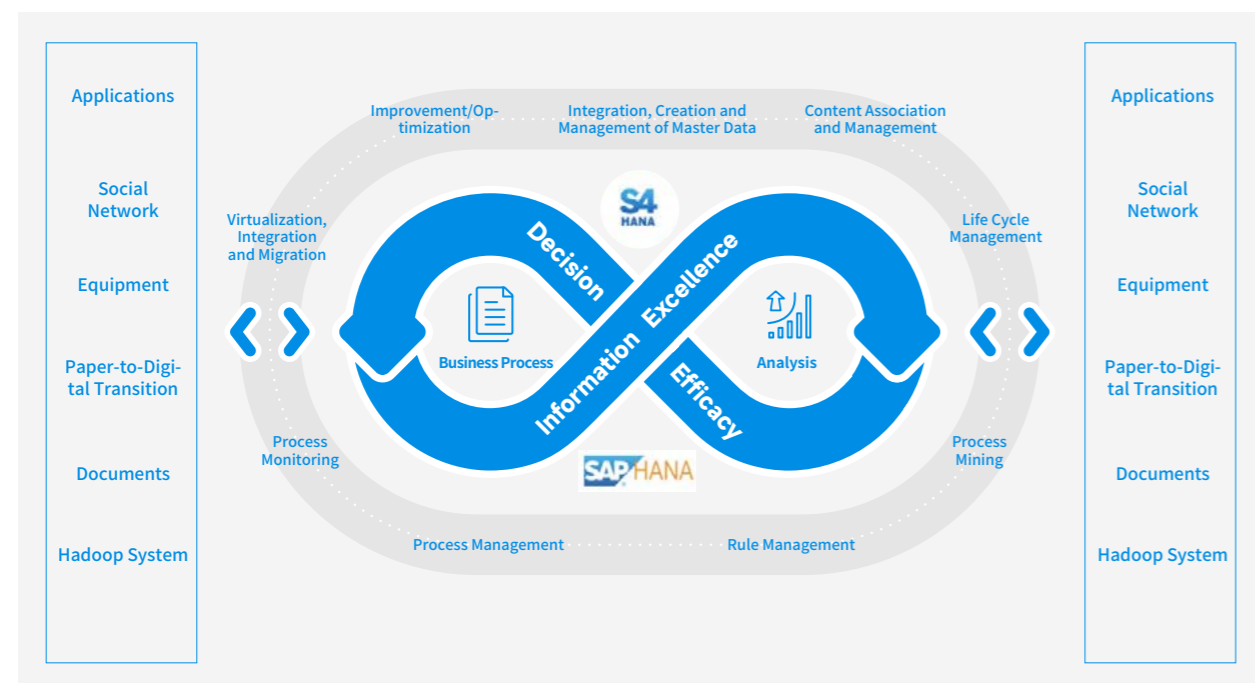 Applications
Social
Network
Equipment
Paper-to-Digi-
tal Transition
Documents
Hadoop System
Improvement/Op-
timization
Integration, Creation and
Management of Master Data
Content Association
and Management
Virtualization,
Integration
and Migration
Life Cycle
Management
S4
HANA
Decision
Information Excellence
Efficacy
Business Process
Analysis
SAP HANA
Process
Monitoring
Process
Mining
Process Management
Rule Management
Applications
Social
Network
Equipment
Paper-to-Digi-
tal Transition
Documents
Hadoop System